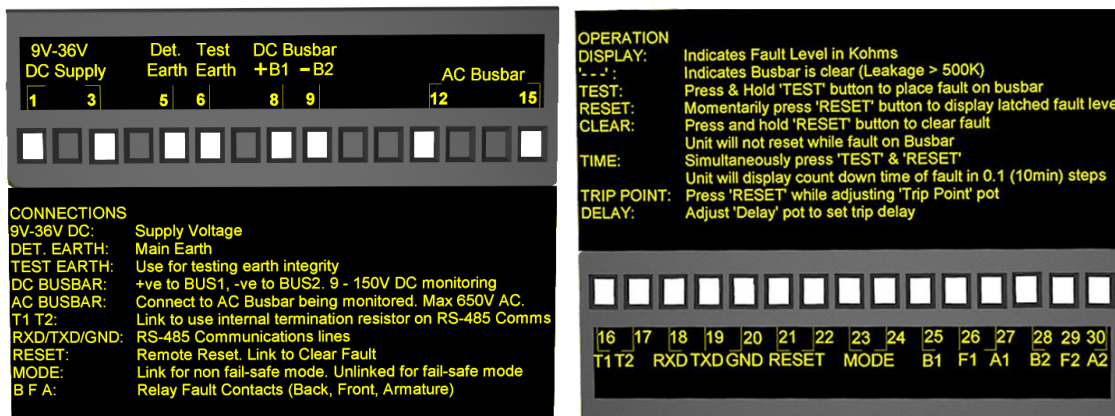 9V-36V Det. Test DC Busbar
DC Supply Earth Earth +B1 -B2
AC Busbar
1 3 5 6 8 9 12 15
CONNECTIONS
9V-36V DC: Supply Voltage
DET. EARTH: Main Earth
TEST EARTH: Use for testing earth integrity
DC BUSBAR: +ve to BUS1, -ve to BUS2. 9 - 150V DC monitoring
AC BUSBAR: Connect to AC Busbar being monitored. Max 650V AC.
T1 T2: Link to use internal termination resistor on RS-485 Comms
RXD/TXD/GND: RS-485 Communications lines
RESET: Remote Reset. Link to Clear Fault
MODE: Link for non fail-safe mode. Unlinked for fail-safe mode
B F A: Relay Fault Contacts (Back, Front, Armature)
OPERATION
DISPLAY: Indicates Fault Level in Kohms
'---' : Indicates Busbar is clear (Leakage > 500K)
TEST: Press & Hold 'TEST' button to place fault on busbar
RESET: Momentarily press 'RESET' button to display latched fault leve
CLEAR: Press and hold 'RESET' button to clear fault
Unit will not reset while fault on Busbar
TIME: Simultaneously press 'TEST' & 'RESET'
Unit will display count down time of fault in 0.1 (10min) steps
TRIP POINT: Press 'RESET' while adjusting 'Trip Point' pot
DELAY: Adjust 'Delay' pot to set trip delay
16 17 18 19 20 21 22 23 24 25 26 27 28 29 30
T1 T2 RXD TXD GND RESET MODE B1 F1 A1 B2 F2 A2